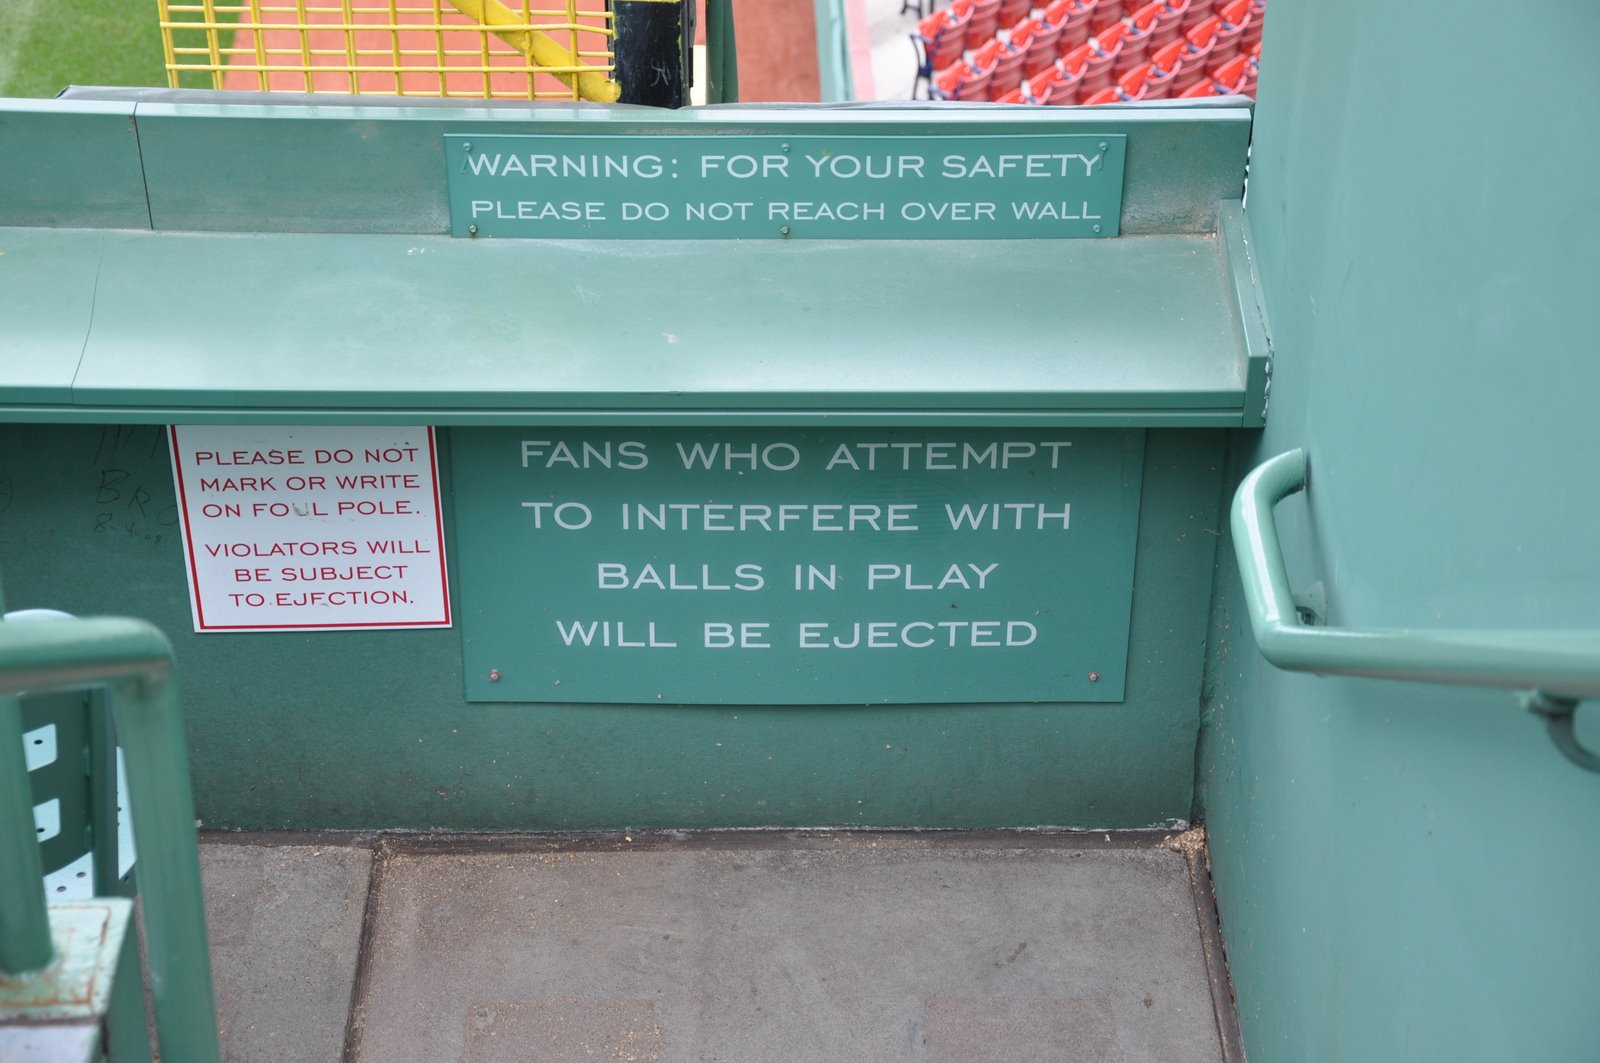 WARNING: FOR YOUR SAFETY
PLEASE DO NOT REACH OVER WALL
PLEASE DO NOT
MARK OR WRITE
ON FOUL POLE.
VIOLATORS WILL
BE SUBJECT
TO EJECTION.
FANS WHO ATTEMPT
TO INTERFERE WITH
BALLS IN PLAY
WILL BE EJECTED